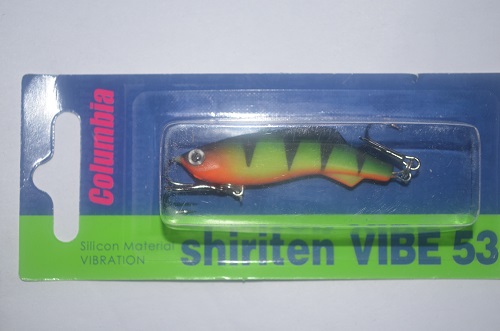 Columbia
Silicon Material
VIBRATION
shiriten VIBE 53